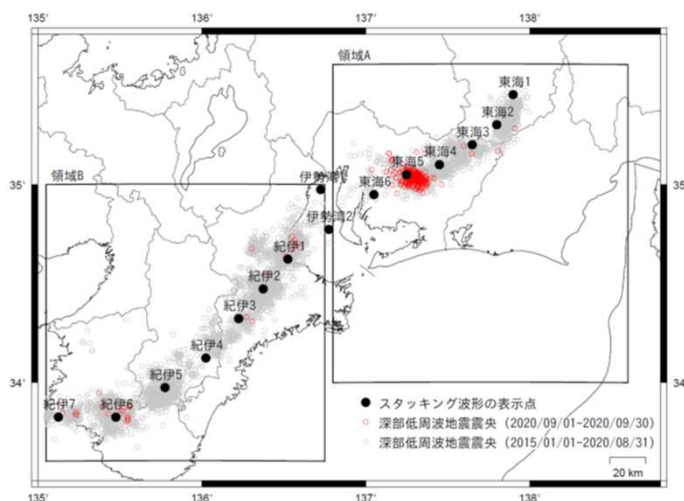 135° 136° 137° 138°
領域A
東海1
東海2
東海3
東海4
東海5
東海6
35° 35°
領域B
伊勢湾1
伊勢湾2
紀伊1
紀伊2
紀伊3
紀伊4
紀伊5
紀伊6
紀伊7
34° 34°
スタッキング波形の表示点
深部低周波地震震央 (2020/09/01-2020/09/30)
深部低周波地震震央 (2015/01/01-2020/08/31)
20 km
135° 136° 137° 138°